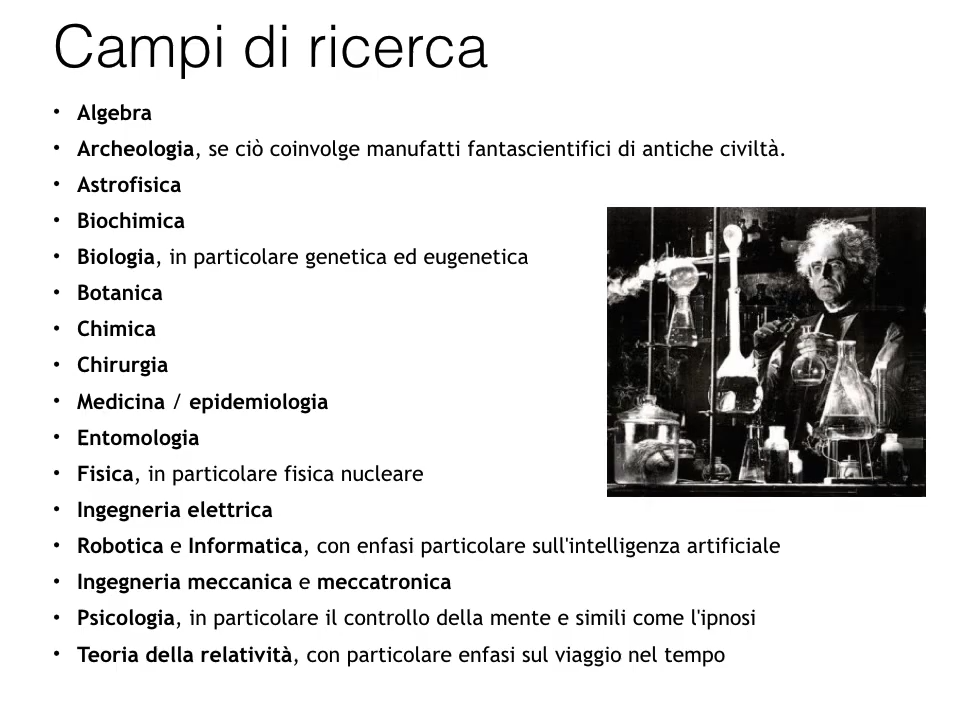 Campi di ricerca
• Algebra
• Archeologia, se ciò coinvolge manufatti fantascientifici di antiche civiltà.
• Astrofisica
• Biochimica
• Biologia, in particolare genetica ed eugenetica
• Botanica
• Chimica
• Chirurgia
• Medicina / epidemiologia
• Entomologia
• Fisica, in particolare fisica nucleare
• Ingegneria elettrica
• Robotica e Informatica, con enfasi particolare sull'intelligenza artificiale
• Ingegneria meccanica e meccatronica
• Psicologia, in particolare il controllo della mente e simili come l'ipnosi
• Teoria della relatività, con particolare enfasi sul viaggio nel tempo